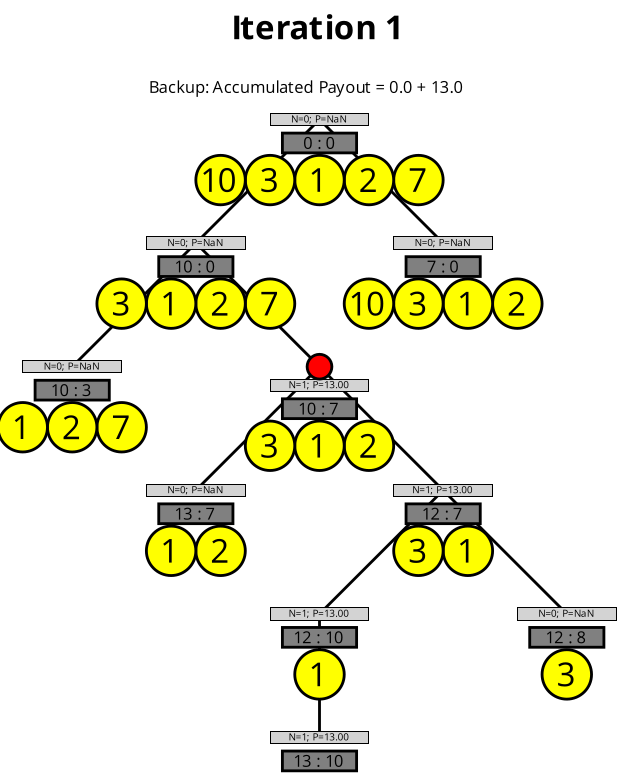 Iteration 1
Backup: Accumulated Payout = 0.0 + 13.0
N=0; P=NaN
0 : 0
10 3 1 2 7
N=0; P=NaN N=0; P=NaN
10 : 0 7 : 0
3 1 2 7 10 3 1 2
N=0; P=NaN
10 : 3
1 2 7
N=1; P=13.00
10 : 7
3 1 2
N=0; P=NaN N=1; P=13.00
13 : 7 12 : 7
1 2 3 1
N=1; P=13.00 N=0; P=NaN
12 : 10 12 : 8
1 3
N=1; P=13.00
13 : 10